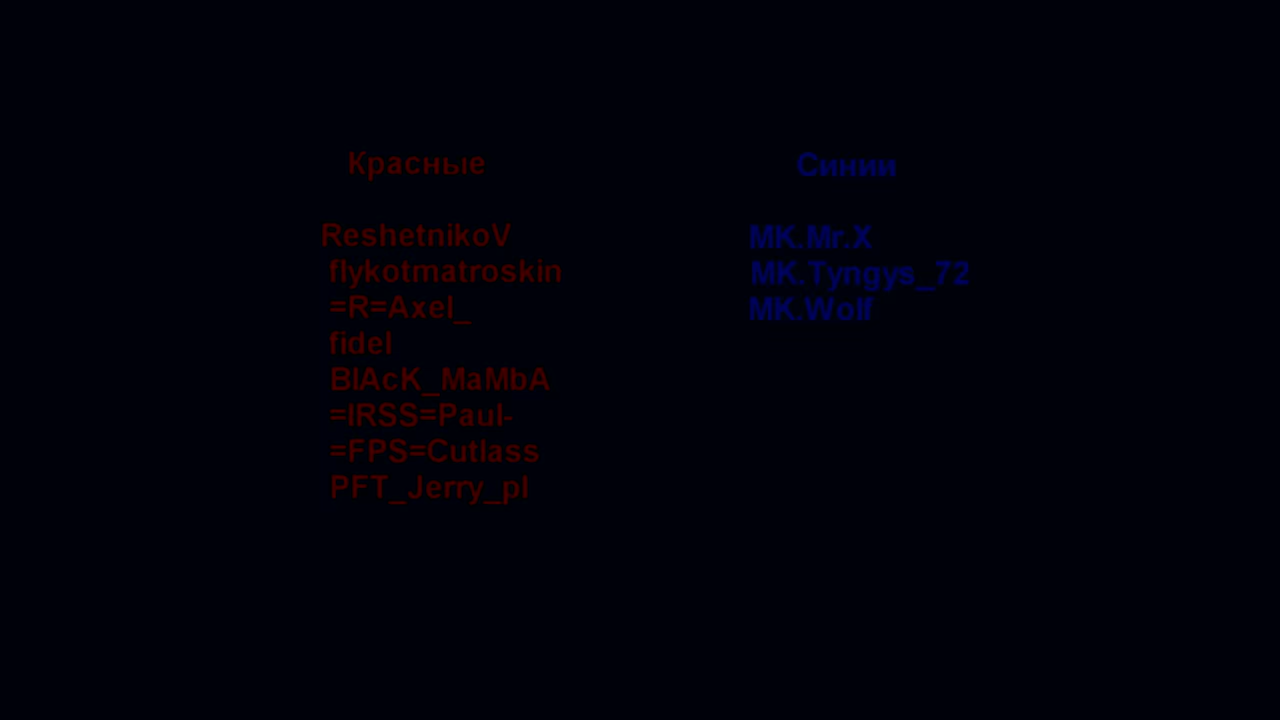 Красные
ReshetnikoV
flykotmatroskin
=R=Axel_
fidel
BlAcK_MaMbA
=IRSS=Paul-
=FPS=Cutlass
PFT_Jerry_pl
Синии
MK.Mr.X
MK.Tyngys_72
MK.Wolf